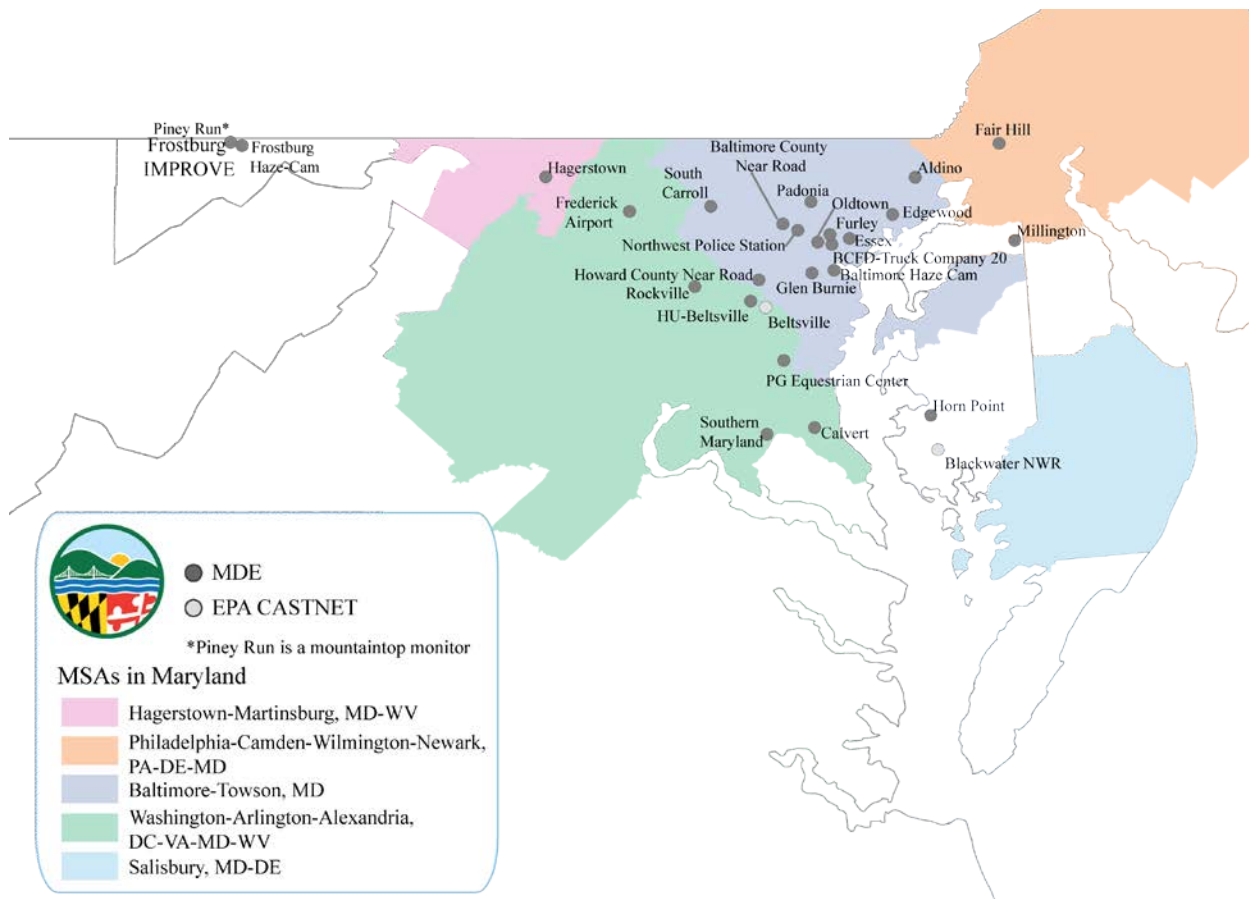 Piney Run*
Frostburg
IMPROVE
Frostburg
Haze-Cam
Hagerstown
Frederick
Airport
South
Carroll
Baltimore County
Near Road
Padonia
Oldtown
Furley
Essex
Northwest Police Station
BCFD-Truck Company 20
Baltimore Haze Cam
Glen Burnie
Aldino
Edgewood
Fair Hill
Millington
Howard County Near Road
Rockville
HU-Beltsville
Beltsville
PG Equestrian Center
Southern
Maryland
Calvert
Horn Point
Blackwater NWR
MDE
EPA CASTNET
*Piney Run is a mountaintop monitor
MSAs in Maryland
Hagerstown-Martinsburg, MD-WV
Philadelphia-Camden-Wilmington-Newark,
PA-DE-MD
Baltimore-Towson, MD
Washington-Arlington-Alexandria,
DC-VA-MD-WV
Salisbury, MD-DE